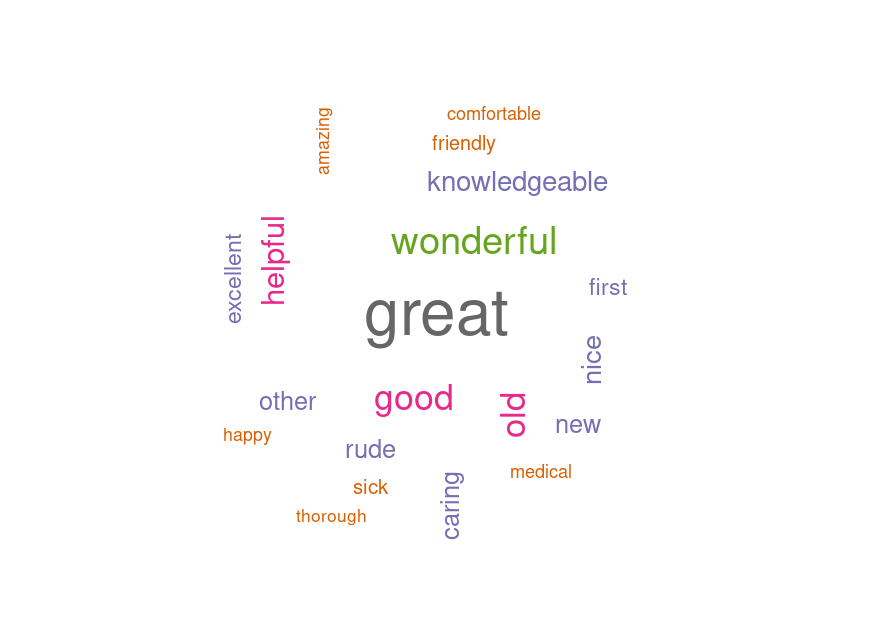 amazing
comfortable
friendly
knowledgeable
helpful
excellent
wonderful
first
great
nice
other
good
old
new
happy
rude
medical
sick
caring
thorough